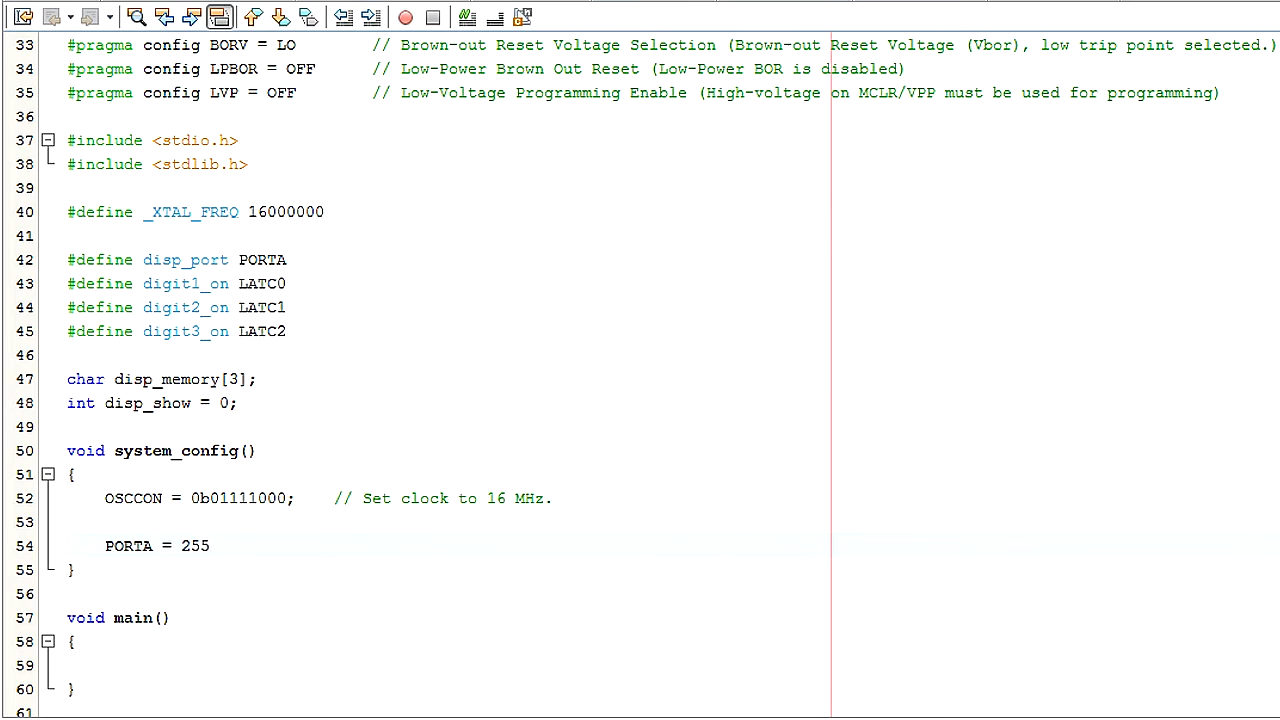 33 #pragma config BORV = LO // Brown-out Reset Voltage Selection (Brown-out Reset Voltage (Vbor), low trip point selected.)
34 #pragma config LPBOR = OFF // Low-Power Brown Out Reset (Low-Power BOR is disabled)
35 #pragma config LVP = OFF // Low-Voltage Programming Enable (High-voltage on MCLR/VPP must be used for programming)
36
37 #include <stdio.h>
38 #include <stdlib.h>
39
40 #define _XTAL_FREQ 16000000
41
42 #define disp_port PORTA
43 #define digit1_on LATC0
44 #define digit2_on LATC1
45 #define digit3_on LATC2
46
47 char disp_memory[3];
48 int disp_show = 0;
49
50 void system_config()
51 {
52 OSCCON = 0b01111000; // Set clock to 16 MHz.
53
54 PORTA = 255
55 }
56
57 void main()
58 {
59
60 }
61